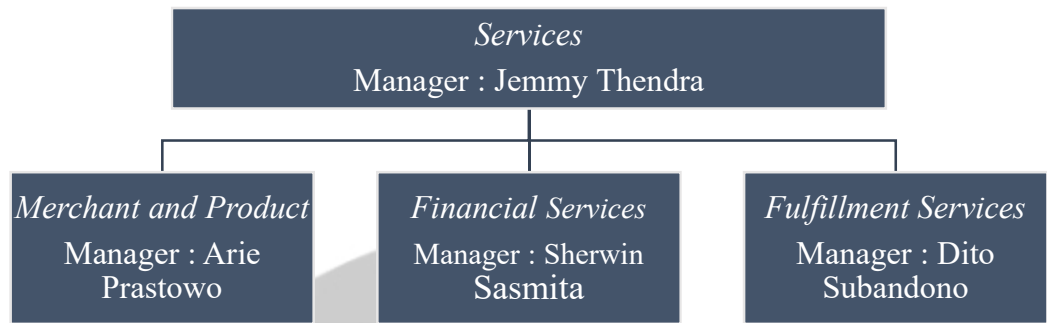 Services
Manager : Jemmy Thendra
Merchant and Product
Manager : Arie
Prastowo
Financial Services
Manager : Sherwin
Sasmita
Fulfillment Services
Manager : Dito
Subandono